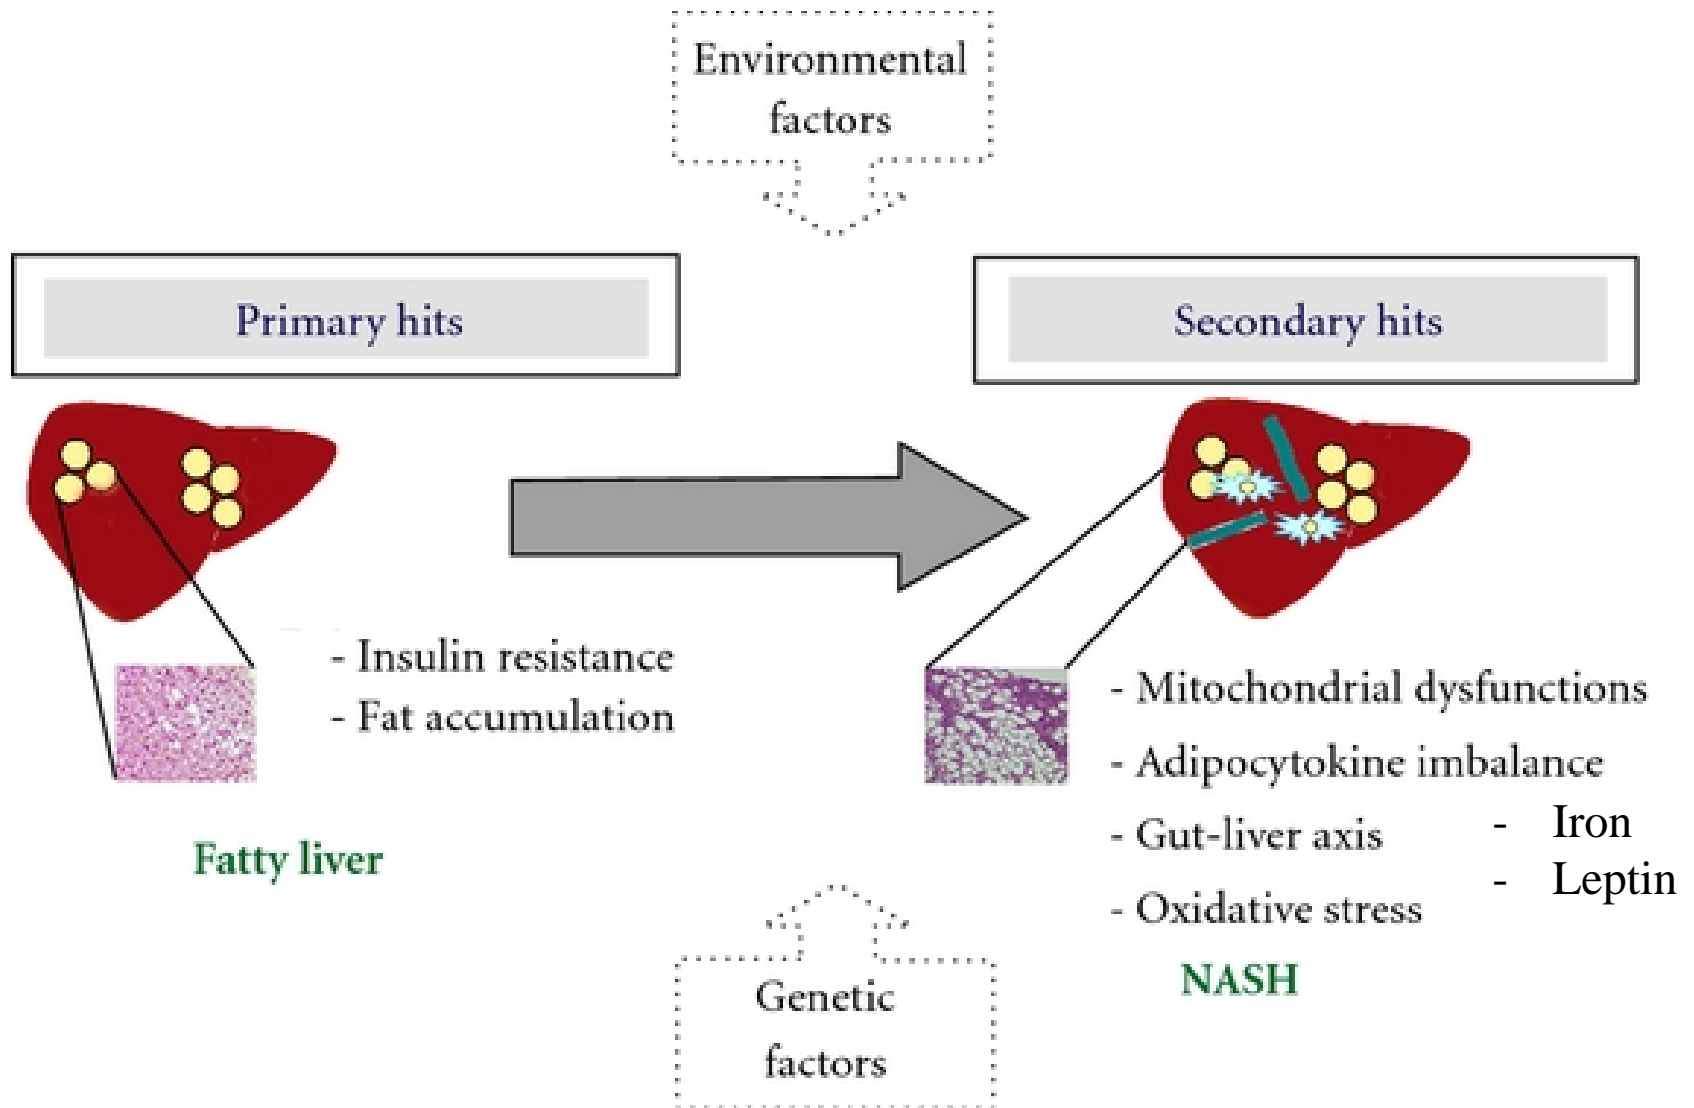 Environmental
factors
Primary hits
Secondary hits
- Insulin resistance
- Fat accumulation
Fatty liver
- Mitochondrial dysfunctions
- Adipocytokine imbalance
- Gut-liver axis
- Oxidative stress
- Iron
- Leptin
NASH
Genetic
factors